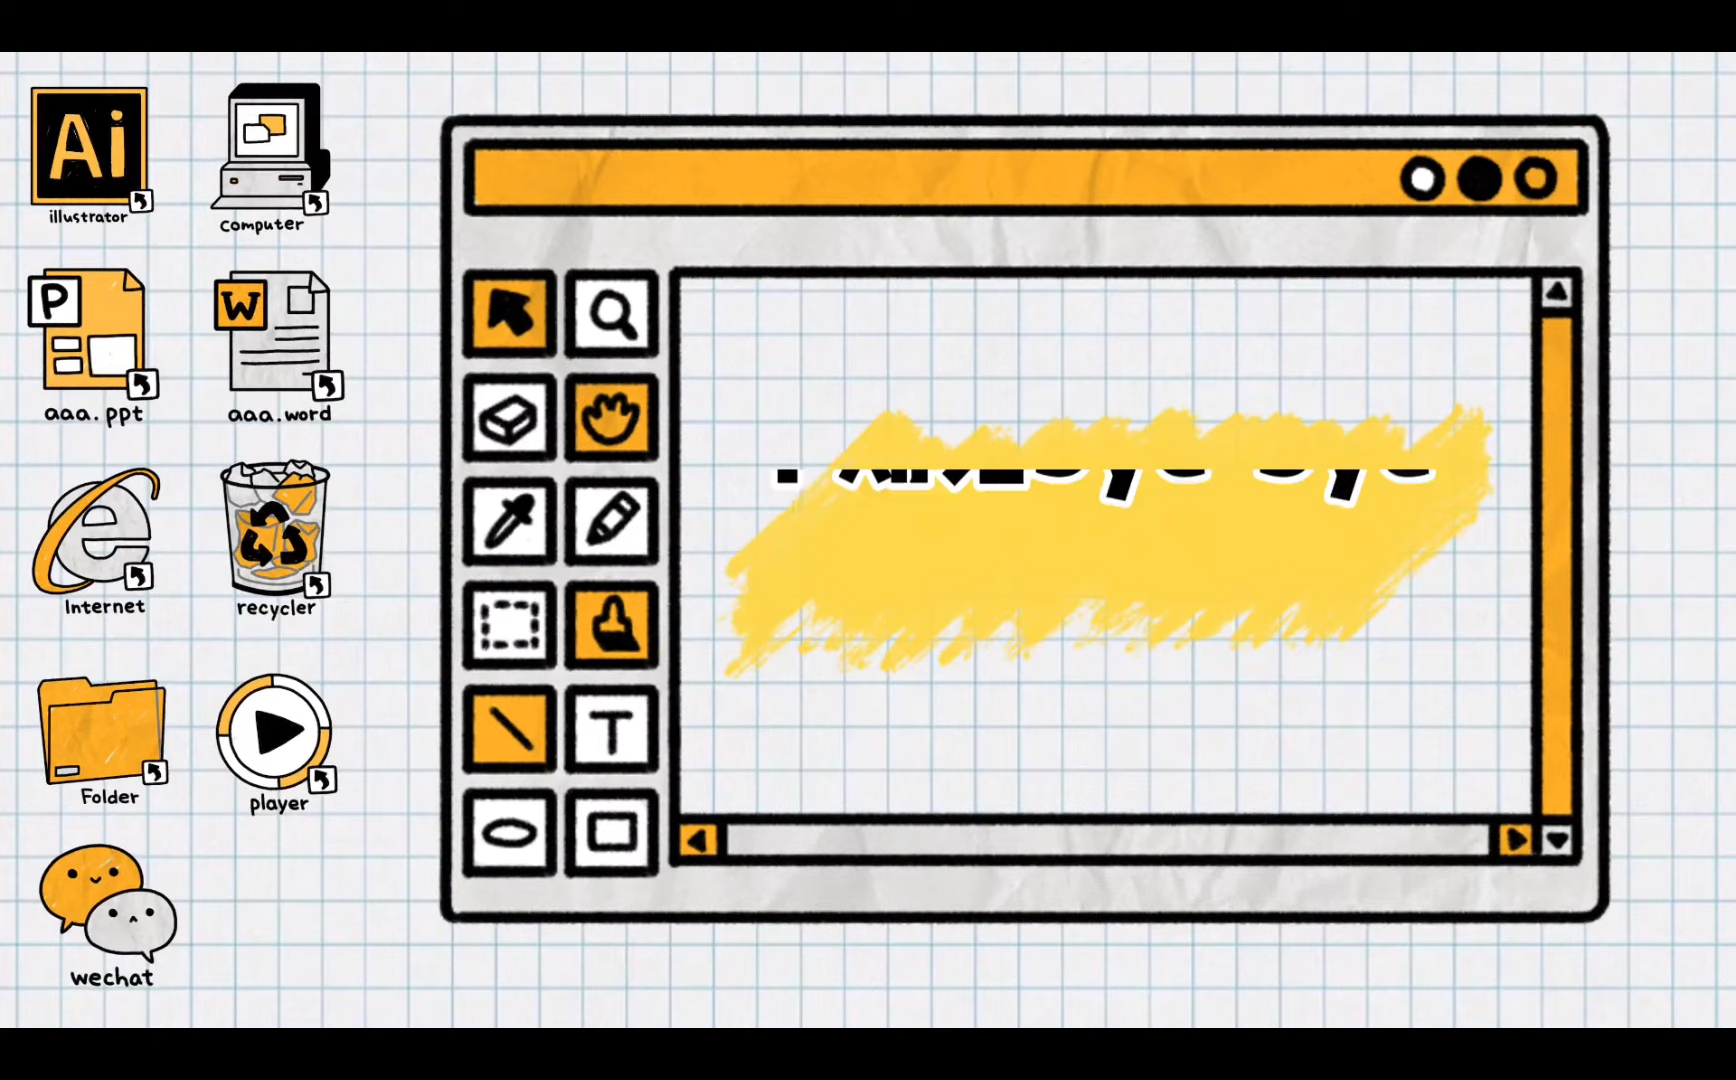 Ai
illustrator
computer
P
aaa.ppt
W
aaa.word
e
Internet
recycler
Folder
player
wechat
T